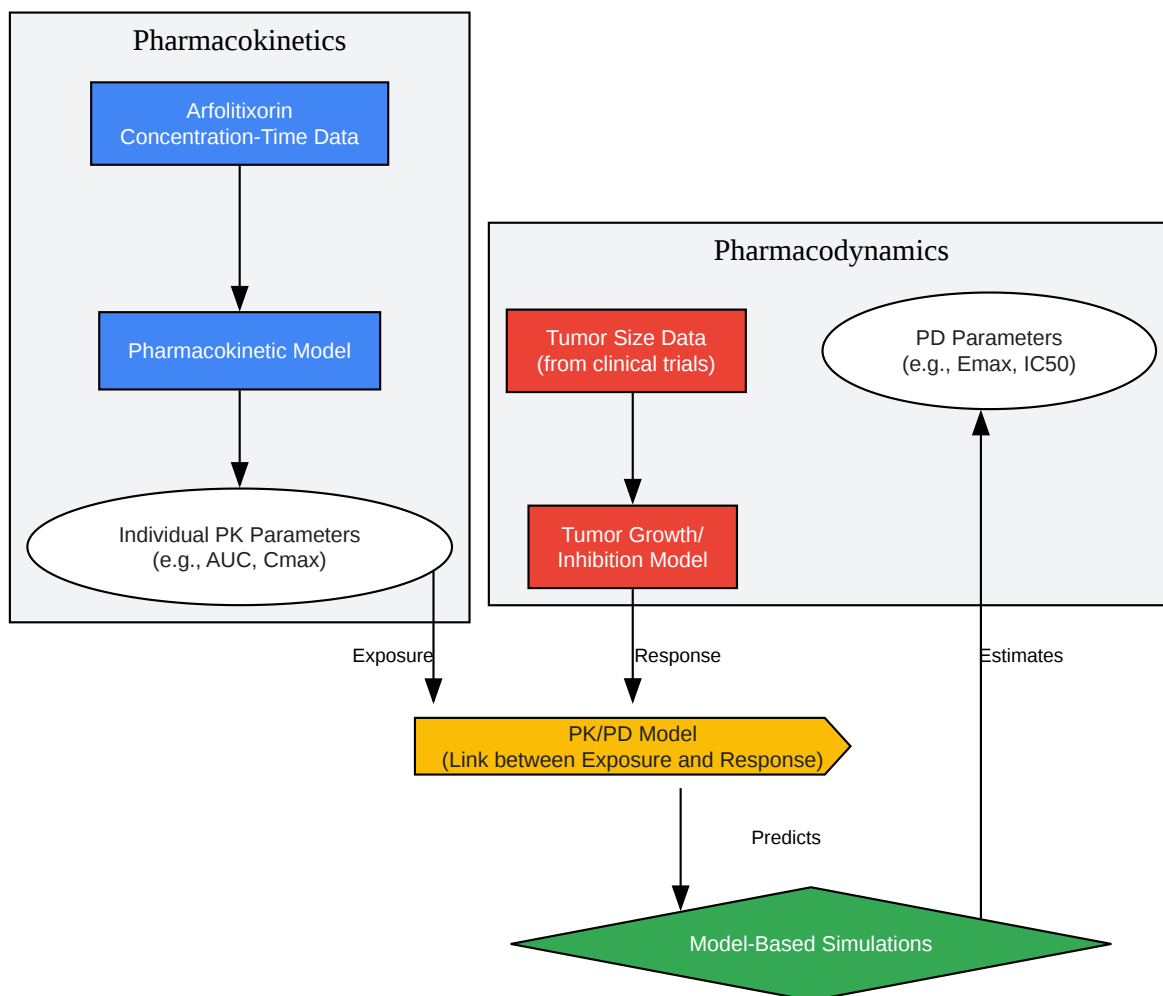 Pharmacokinetics
Arfolitixorin
Concentration-Time Data
Pharmacokinetic Model
Individual PK Parameters
(e.g., AUC, Cmax)
Pharmacodynamics
Tumor Size Data
(from clinical trials)
PD Parameters
(e.g., Emax, IC50)
Tumor Growth/
Inhibition Model
Exposure
Response
Estimates
PK/PD Model
(Link between Exposure and Response)
Predicts
Model-Based Simulations